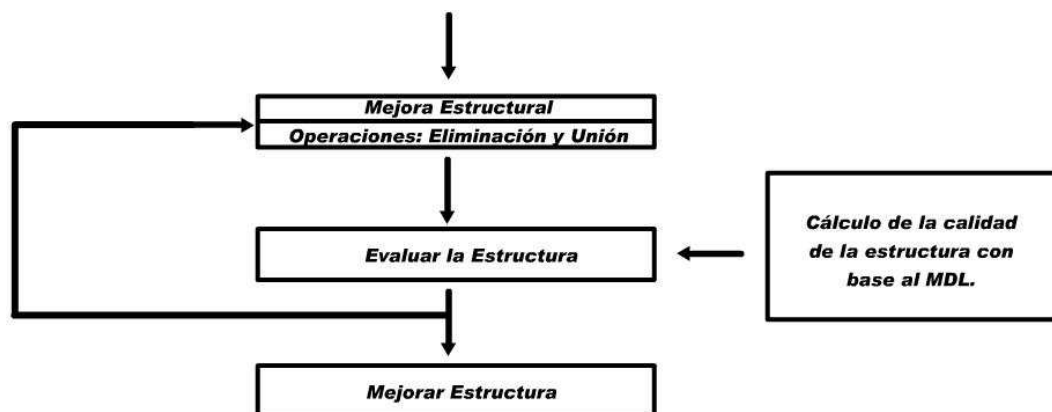 Mejora Estructural
Operaciones: Eliminación y Unión
Evaluar la Estructura
Cálculo de la calidad
de la estructura con
base al MDL.
Mejorar Estructura